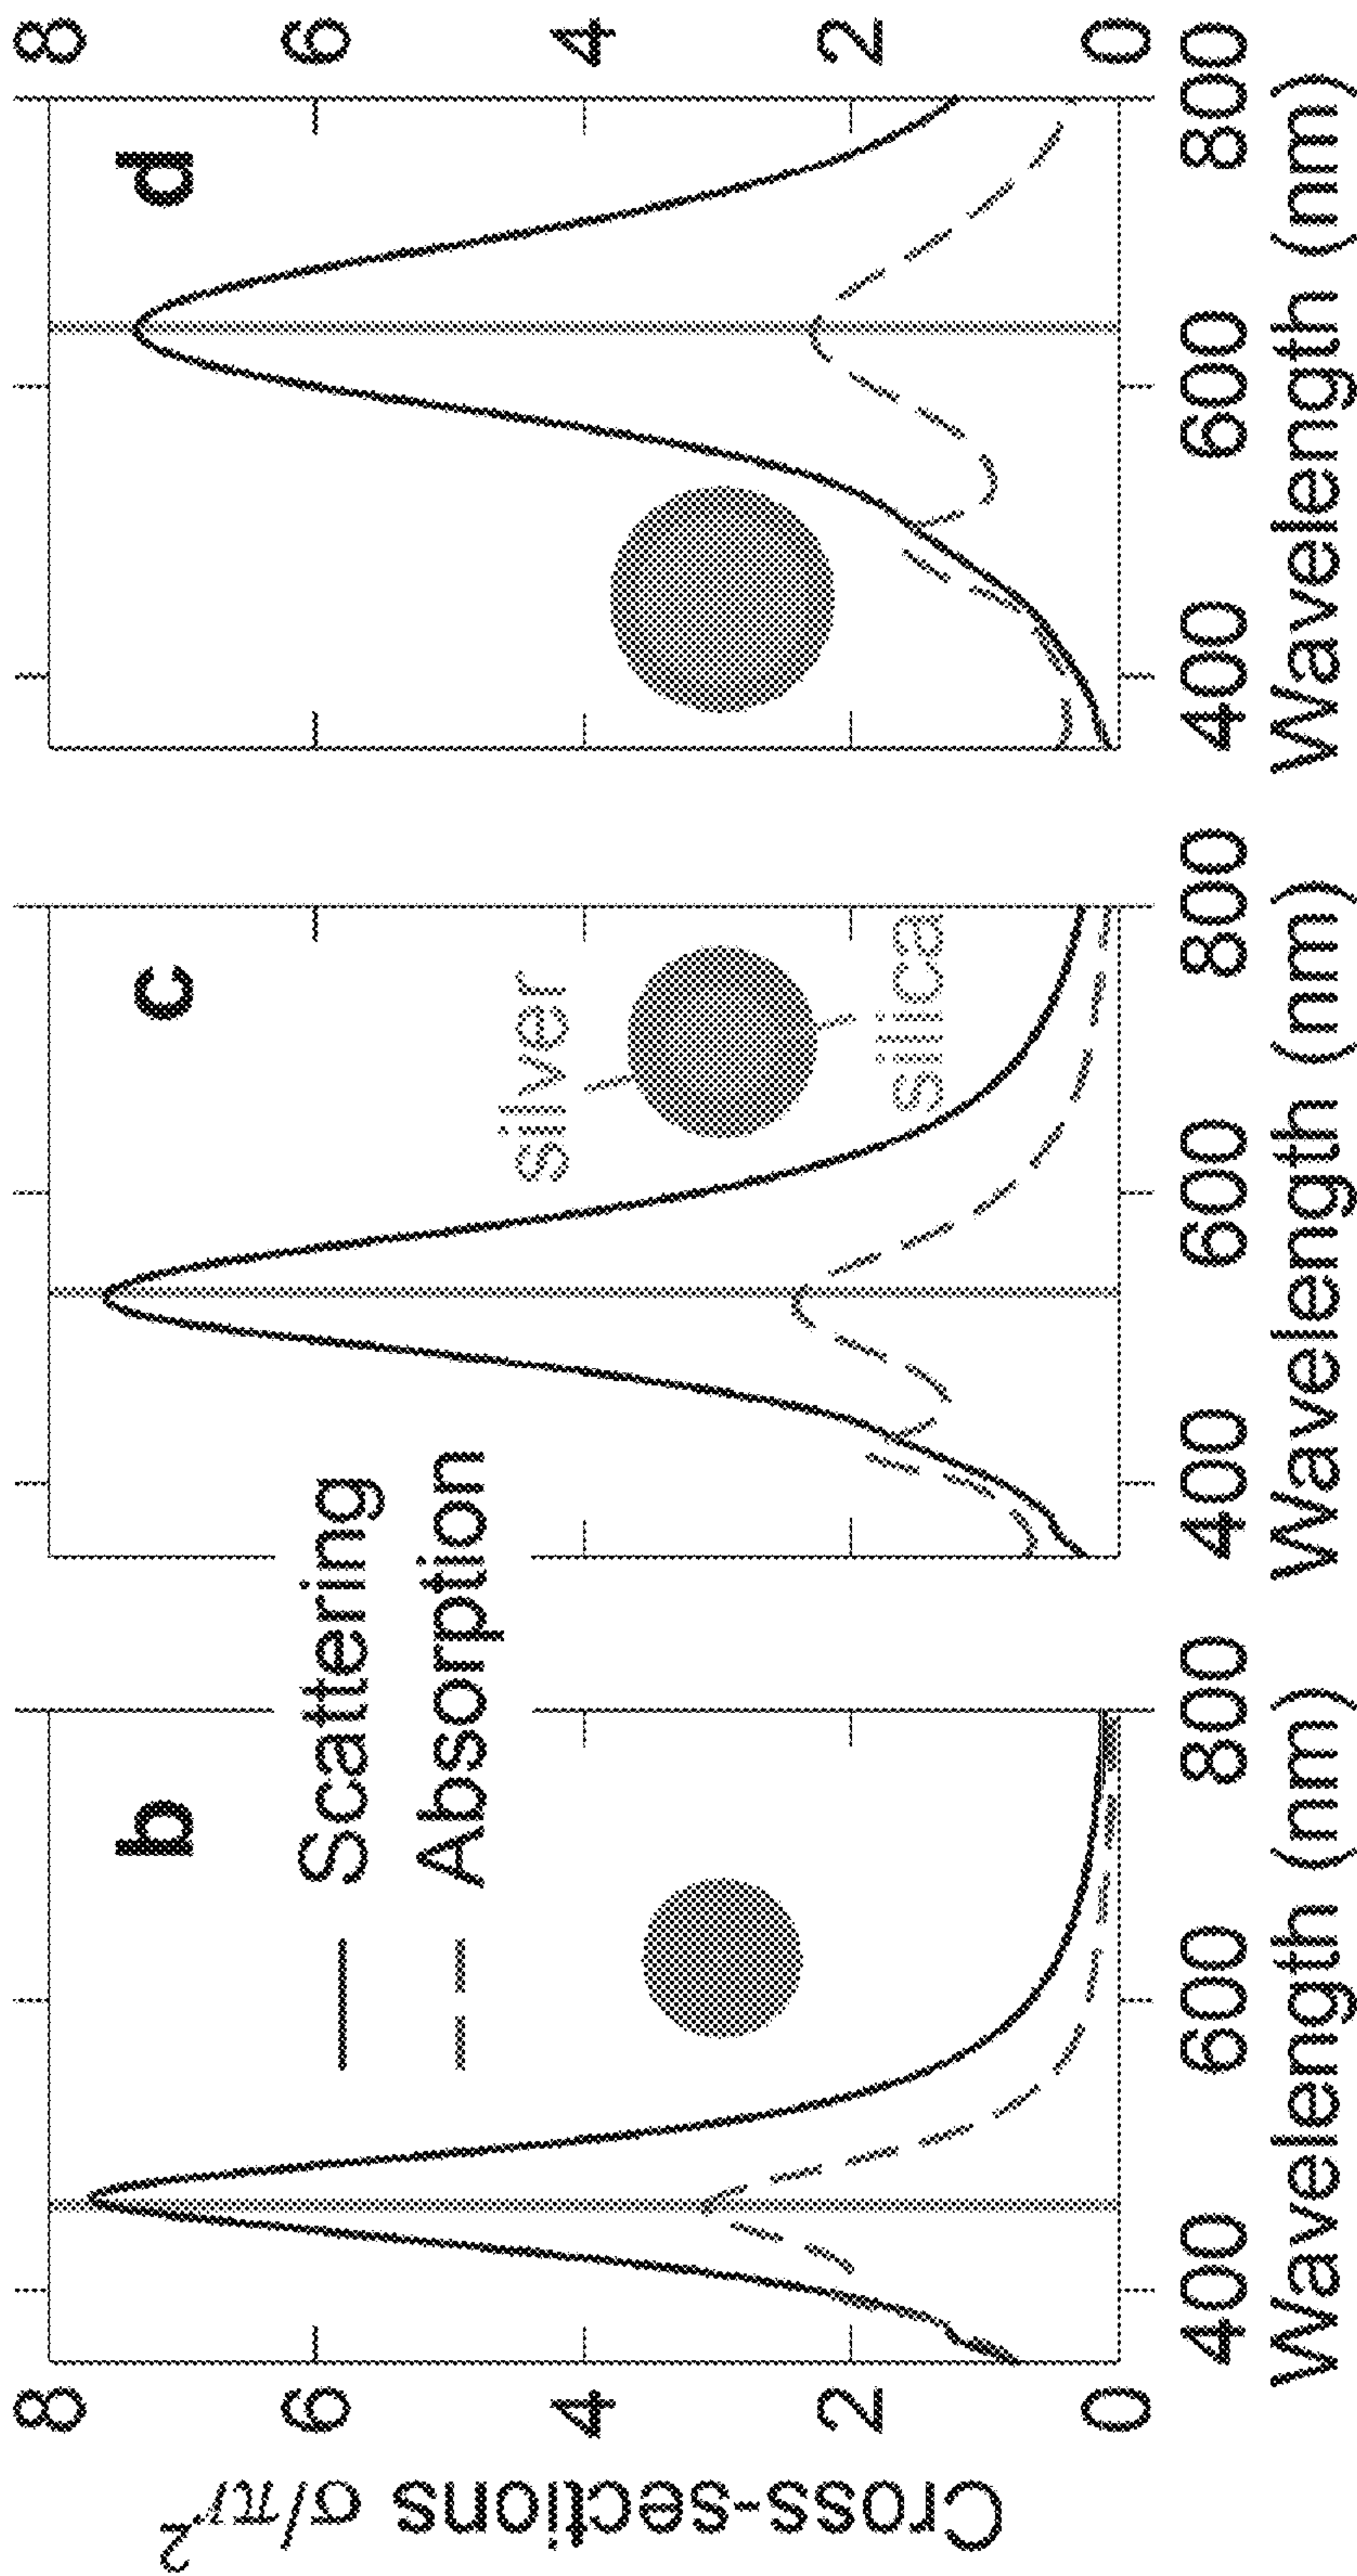 Cross-sections σ/πr²
8
6
4
2
0
b
Scattering
Absorption
400
600
800
Wavelength (nm)
c
silver
silica
400
600
800
Wavelength (nm)
d
400
600
800
Wavelength (nm)
8
6
4
2
0